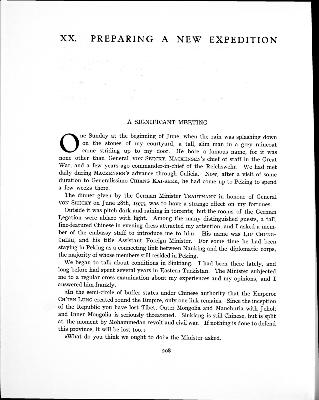 XX. PREPARING A NEW EXPEDITION
A SIGNIFICANT MEETING
One Sunday at the beginning of June, when the rain was splashing
down on the stones of my courtyard, a tall, slim man in a grey mineral
came striding up to my door. He bore a famous name, for it was
none other than General VON SEECKT, MACKENSEN's chief of staff in the Great
War, and a few years ago commander-in-chief of the Reichswehr. We had met
daily during MACKENSEN's advance through Galicia. Now, after a visit of some
duration to Generalissimo CHIANG KAI-SHEK, he had come up to Peking to spend
a few weeks there.
The dinner given by the German Minister TRAUTMANN in honour of General
VON SEECKT on June 28th, 1933, was to have a strange effect on my fortunes.
Outside it was pitch dark and raining in torrents; but the rooms of the German
Legation were ablaze with light. Among the many distinguished guests, a tall,
fine-featured Chinese in evening dress attracted my attention, and I asked a mem-
ber of the embassy staff to introduce me to him. His name was LIU CHUNG-
and his title Assistant Foreign Minister. For some time he had been
staying in Peking as a connecting link between Nanking and the diplomatic corps,
the majority of whose members still resided in Peking.
We began to talk about conditions in Sinkiang. I had been there lately, and
long before had spent several years in Eastern Turkistan. The Minister subjected
me to a regular cross examination about my experiences and my opinions, and I
answered him frankly.
»In the semi-circle of buffer states under Chinese authority that the Emperor
CH'IEN LUNG created round the Empire, only one link remains. Since the inception
of the Republic you have lost Tibet, Outer Mongolia and Manchuria with Jehol;
and Inner Mongolia is seriously threatened. Sinkiang is still Chinese, but is split
at the moment by Mohammedan revolt and civil war. If nothing is done to defend
this province, it will be lost too.»
»What do you think we ought to do?» the Minister asked.
208